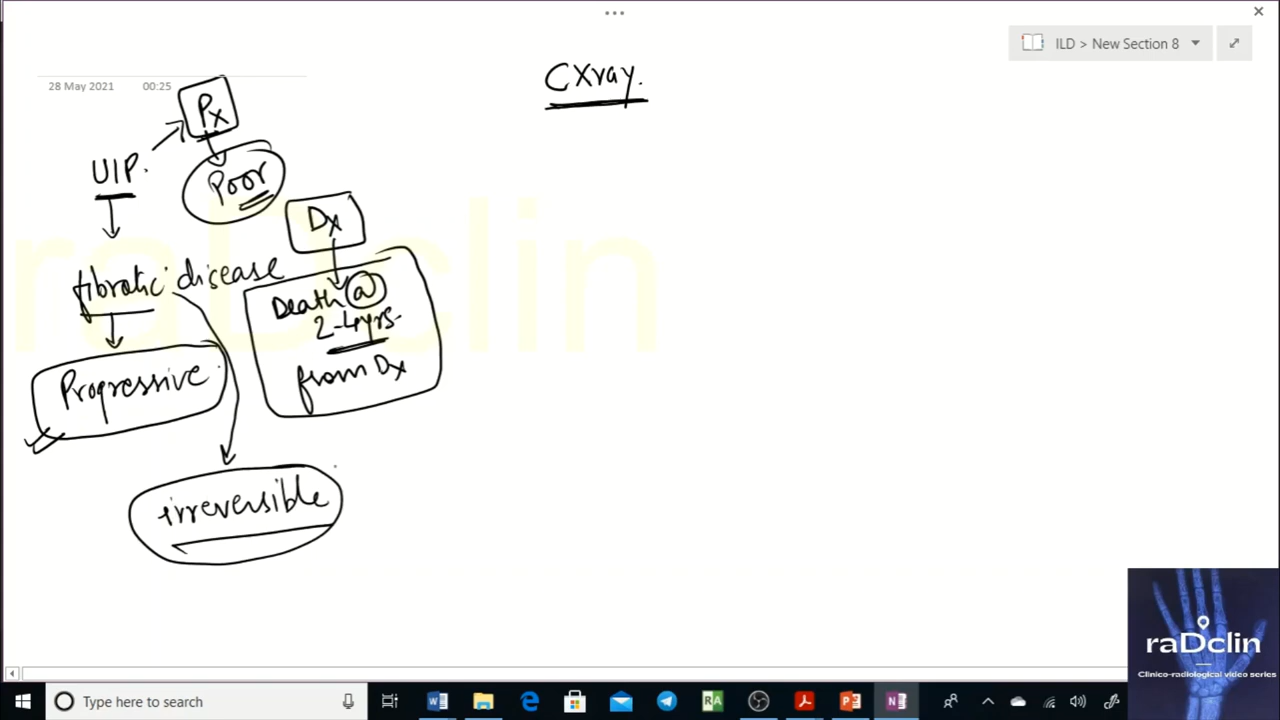 ILD > New Section 8
28 May 2021 00:25
CXray.
Px
UIP.
Poor
Dx
fibrotic disease
Death @
2-4yrs-
from Dx
Progressive
irreversible
raDclin
raDclin
Clinico-radiological video series
Type here to search